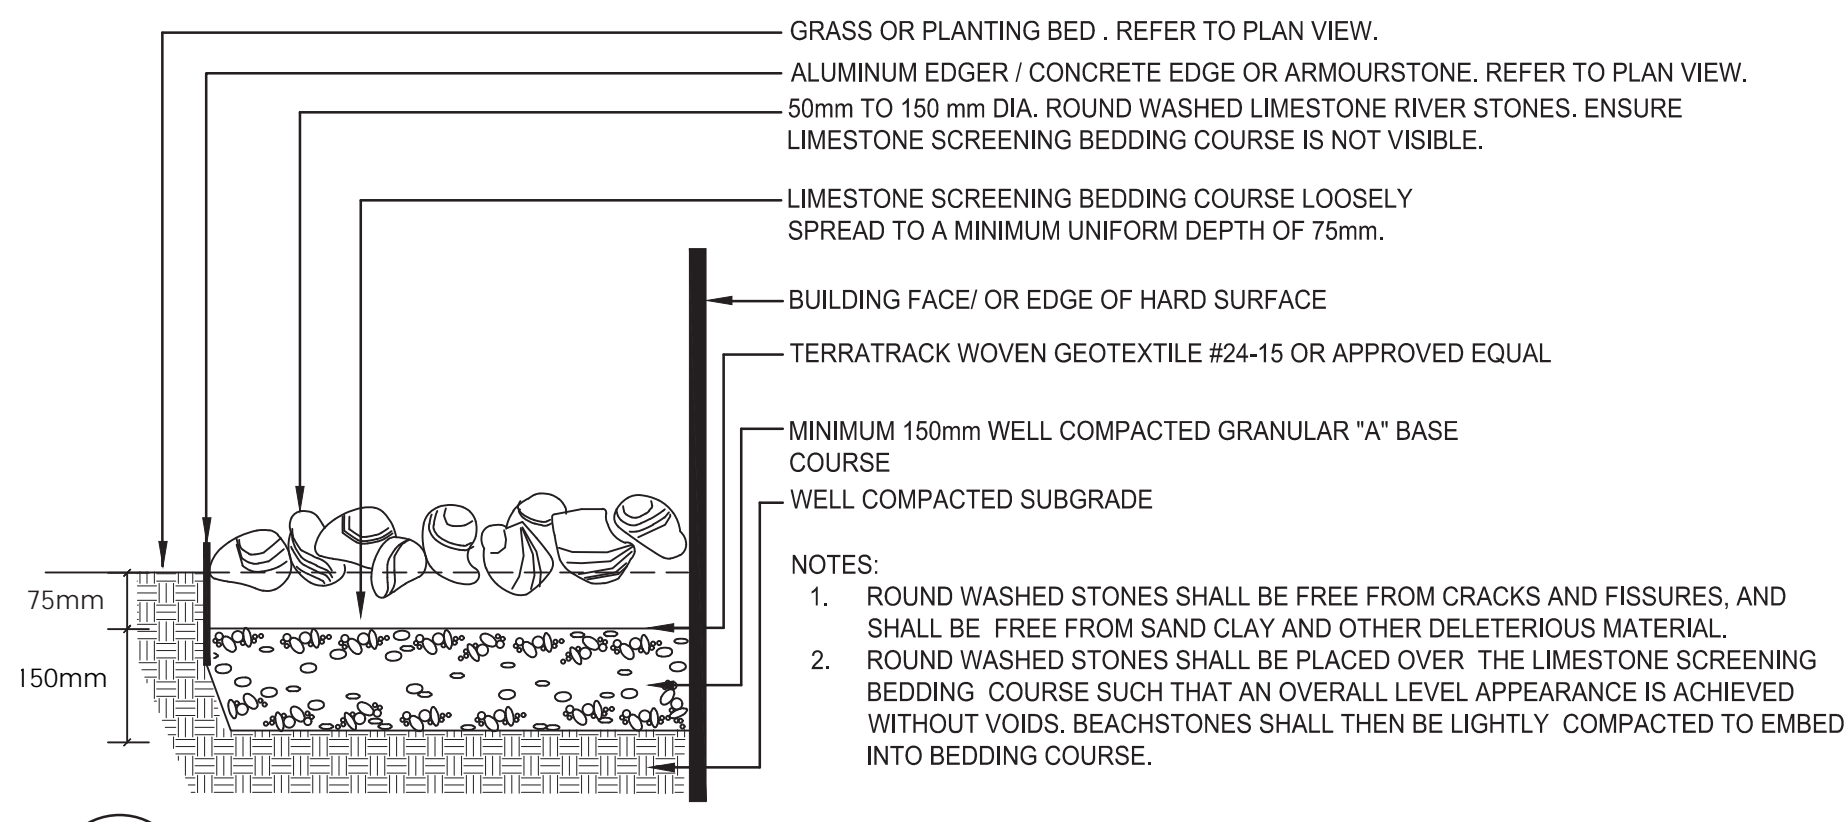 GRASS OR PLANTING BED . REFER TO PLAN VIEW.
ALUMINUM EDGER / CONCRETE EDGE OR ARMOURSTONE. REFER TO PLAN VIEW.
50mm TO 150 mm DIA. ROUND WASHED LIMESTONE RIVER STONES. ENSURE
LIMESTONE SCREENING BEDDING COURSE IS NOT VISIBLE.
LIMESTONE SCREENING BEDDING COURSE LOOSELY
SPREAD TO A MINIMUM UNIFORM DEPTH OF 75mm.
BUILDING FACE/ OR EDGE OF HARD SURFACE
TERRATRACK WOVEN GEOTEXTILE #24-15 OR APPROVED EQUAL
MINIMUM 150mm WELL COMPACTED GRANULAR "A" BASE
COURSE
WELL COMPACTED SUBGRADE
75mm
150mm
NOTES:
1. ROUND WASHED STONES SHALL BE FREE FROM CRACKS AND FISSURES, AND
SHALL BE FREE FROM SAND CLAY AND OTHER DELETERIOUS MATERIAL.
2. ROUND WASHED STONES SHALL BE PLACED OVER THE LIMESTONE SCREENING
BEDDING COURSE SUCH THAT AN OVERALL LEVEL APPEARANCE IS ACHIEVED
WITHOUT VOIDS. BEACHSTONES SHALL THEN BE LIGHTLY COMPACTED TO EMBED
INTO BEDDING COURSE.